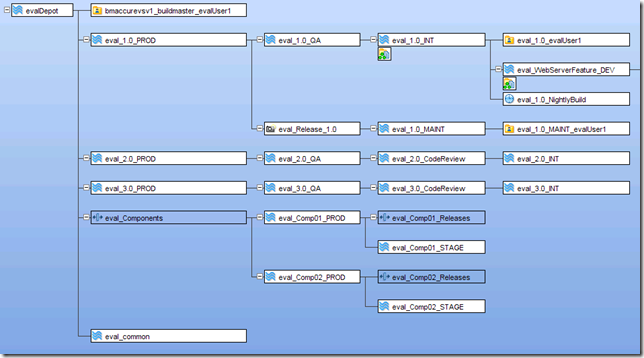 evalDepot
bmaccurevsv1_buildmaster_evalUser1
eval_1.0_PROD
eval_1.0_QA
eval_1.0_INT
eval_1.0_evalUser1
eval_WebServerFeature_DEV
eval_1.0_NightlyBuild
eval_Release_1.0
eval_1.0_MAINT
eval_1.0_MAINT_evalUser1
eval_2.0_PROD
eval_2.0_QA
eval_2.0_CodeReview
eval_2.0_INT
eval_3.0_PROD
eval_3.0_QA
eval_3.0_CodeReview
eval_3.0_INT
eval_Components
eval_Comp01_PROD
eval_Comp01_Releases
eval_Comp01_STAGE
eval_Comp02_PROD
eval_Comp02_Releases
eval_Comp02_STAGE
eval_common